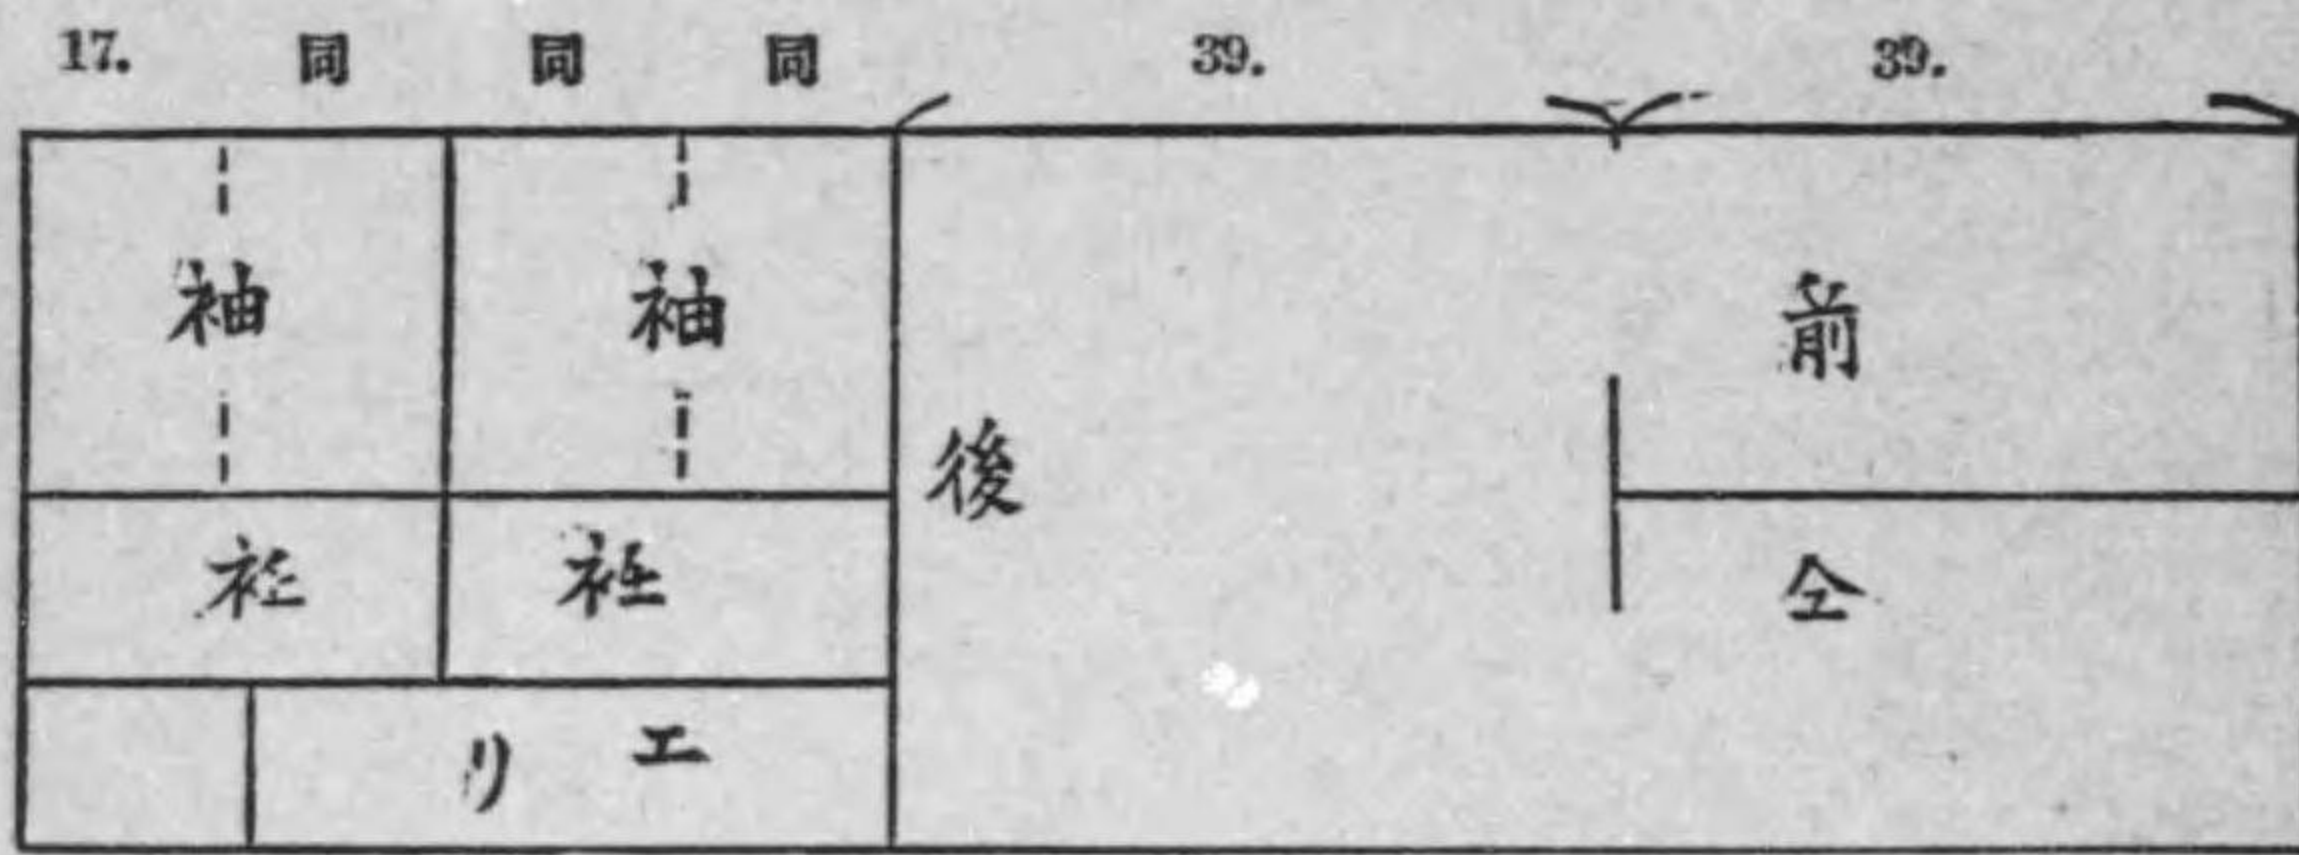 17. 同 同 同 39. 39.
袖 袖 前
後
衽 衽 仝
エリ